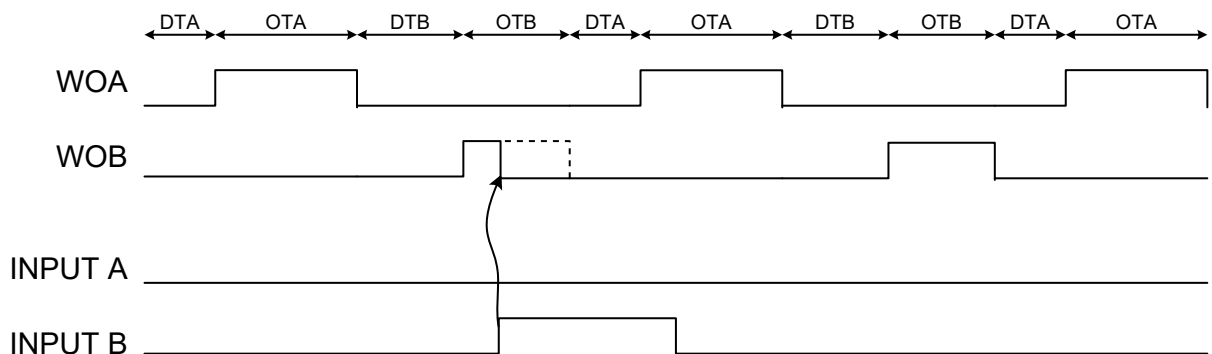 DTA OTA DTB OTB DTA OTA DTB OTB DTA OTA
WOA
WOB
INPUT A
INPUT B